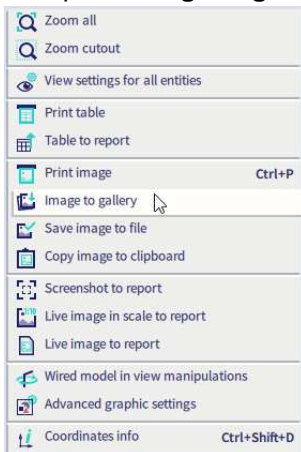 Zoom all
Zoom cutout
View settings for all entities
Print table
Table to report
Print image Ctrl+P
Image to gallery
Save image to file
Copy image to clipboard
Screenshot to report
Live image in scale to report
Live image to report
Wired model in view manipulations
Advanced graphic settings
Coordinates info Ctrl+Shift+D